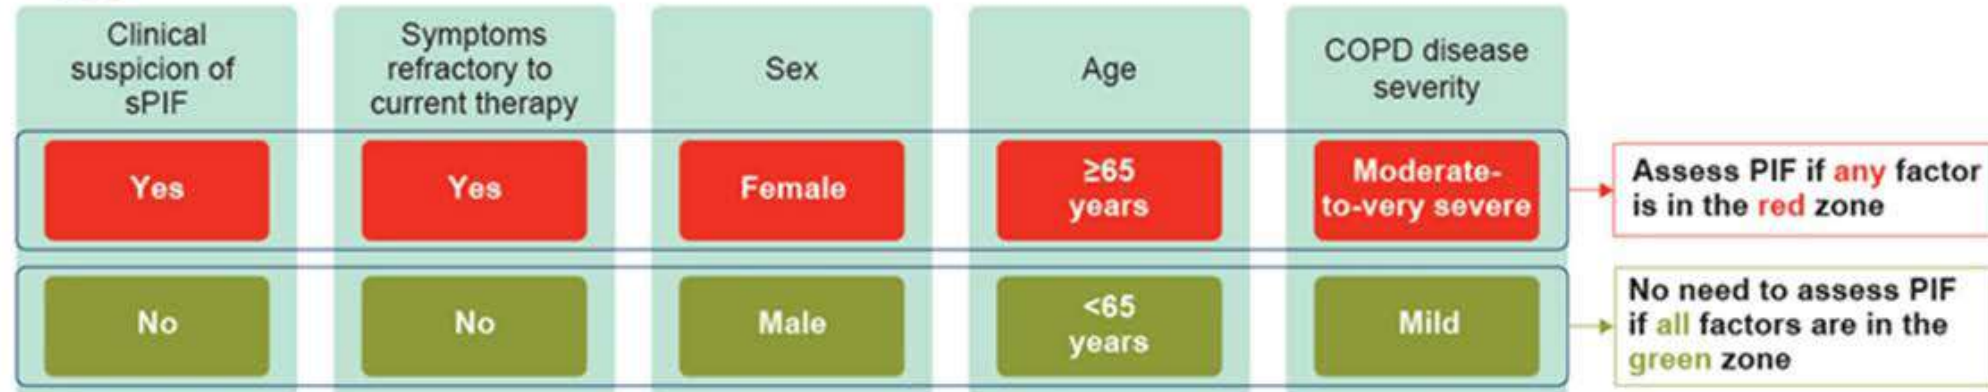 Clinical
suspicion of
sPIF
Symptoms
refractory to
current therapy
Sex
Age
COPD disease
severity
Yes
Yes
Female
≥65
years
Moderate-
to-very severe
Assess PIF if any factor
is in the red zone
No
No
Male
<65
years
Mild
No need to assess PIF
if all factors are in the
green zone